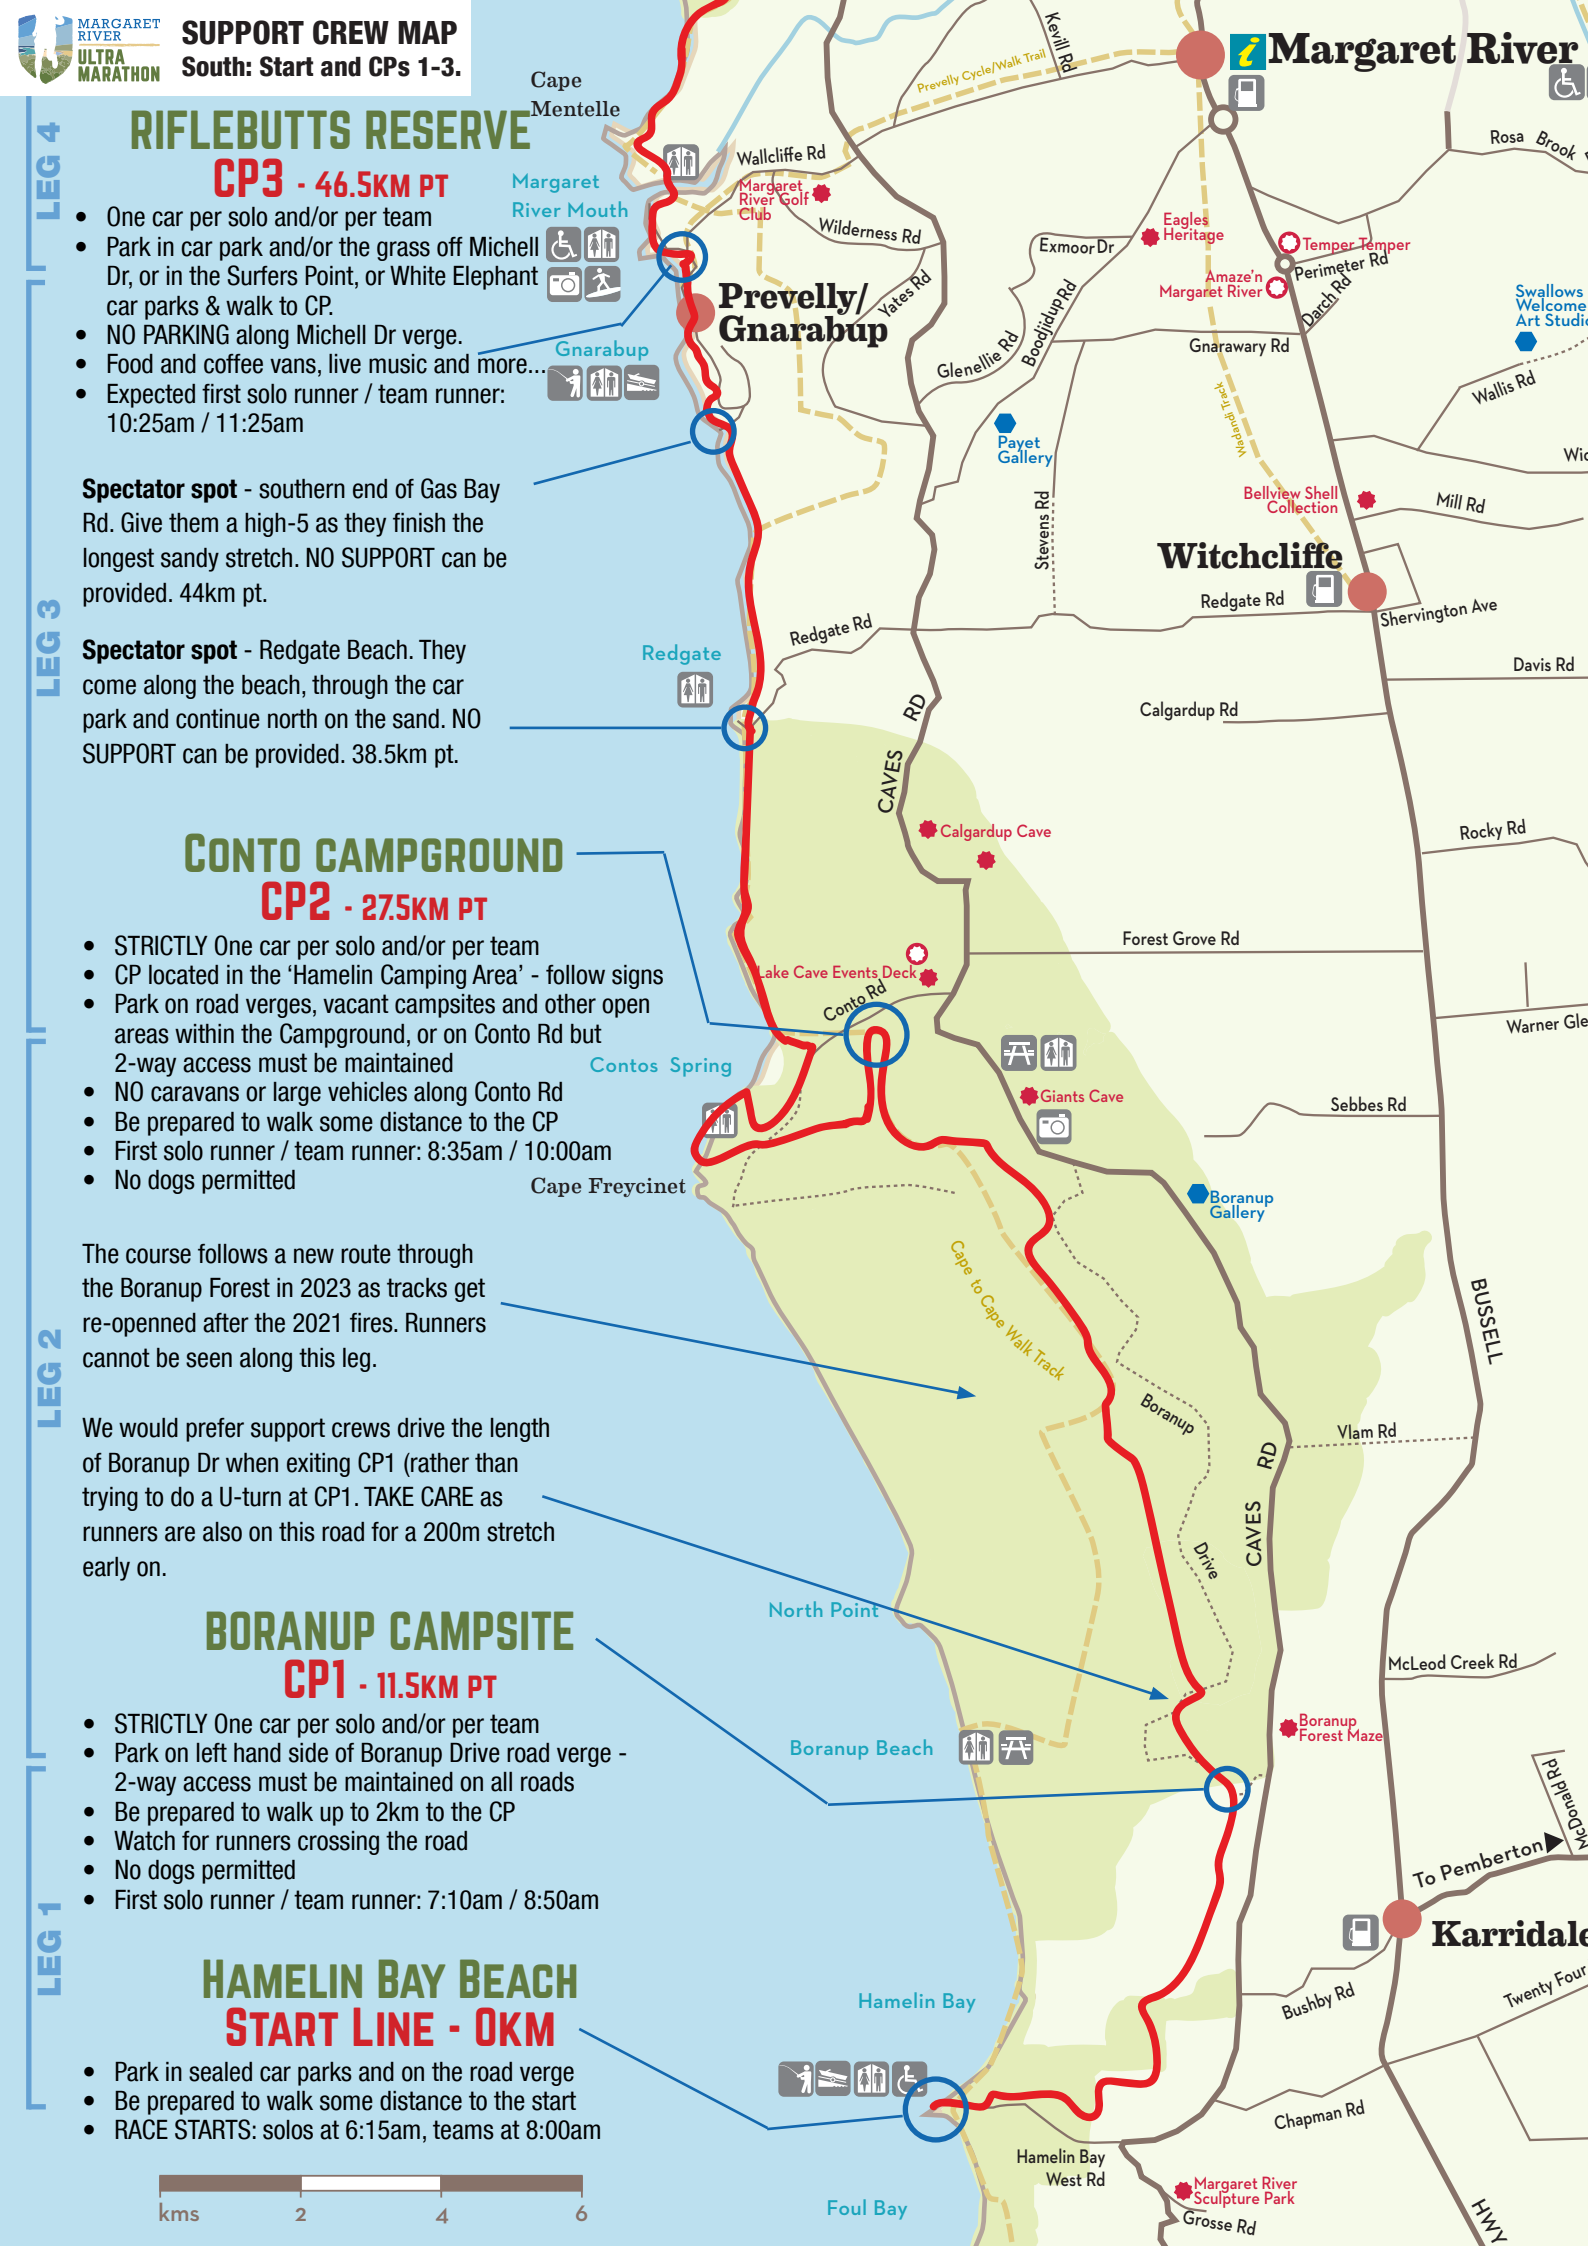 MARGARET
RIVER
ULTRA
MARATHON
SUPPORT CREW MAP
South: Start and CPs 1-3.
LEG 4
RIFLEBUTTS RESERVE
CP3 - 46.5KM PT
• One car per solo and/or per team
• Park in car park and/or the grass off Michell
Dr, or in the Surfers Point, or White Elephant
car parks & walk to CP.
• NO PARKING along Michell Dr verge.
• Food and coffee vans, live music and more...
• Expected first solo runner / team runner:
10:25am / 11:25am
LEG 3
Spectator spot - southern end of Gas Bay
Rd. Give them a high-5 as they finish the
longest sandy stretch. NO SUPPORT can be
provided. 44km pt.
Spectator spot - Redgate Beach. They
come along the beach, through the car
park and continue north on the sand. NO
SUPPORT can be provided. 38.5km pt.
CONTO CAMPGROUND
CP2 - 27.5KM PT
• STRICTLY One car per solo and/or per team
• CP located in the ‘Hamelin Camping Area’ - follow signs
• Park on road verges, vacant campsites and other open
areas within the Campground, or on Conto Rd but
2-way access must be maintained
• NO caravans or large vehicles along Conto Rd
• Be prepared to walk some distance to the CP
• First solo runner / team runner: 8:35am / 10:00am
• No dogs permitted
LEG 2
The course follows a new route through
the Boranup Forest in 2023 as tracks get
re-openned after the 2021 fires. Runners
cannot be seen along this leg.
We would prefer support crews drive the length
of Boranup Dr when exiting CP1 (rather than
trying to do a U-turn at CP1. TAKE CARE as
runners are also on this road for a 200m stretch
early on.
BORANUP CAMPSITE
CP1 - 11.5KM PT
• STRICTLY One car per solo and/or per team
• Park on left hand side of Boranup Drive road verge -
2-way access must be maintained on all roads
• Be prepared to walk up to 2km to the CP
• Watch for runners crossing the road
• No dogs permitted
• First solo runner / team runner: 7:10am / 8:50am
LEG 1
HAMELIN BAY BEACH
START LINE - 0KM
• Park in sealed car parks and on the road verge
• Be prepared to walk some distance to the start
• RACE STARTS: solos at 6:15am, teams at 8:00am
kms 2 4 6
Cape
Mentelle
Kevill Rd
Prevelly Cycle/Walk Trail
i Margaret River
Rosa Brook
Wallcliffe Rd
Margaret
River Mouth
Margaret
River Golf
Club
Wilderness Rd
Exmoor Dr
Eagles
Heritage
Temper Temper
Perimeter Rd
Amaze'n
Margaret River
Darch Rd
Swallows
Welcome
Art Studio
Prevelly/
Gnarabup
Yates Rd
Boodjidup Rd
Glenellie Rd
Gnarawary Rd
Gnarabup
Wallis Rd
Wadandi Track
Payet
Gallery
Bellview Shell
Collection
Mill Rd
Stevens Rd
Witchcliffe
Redgate Rd
Shervington Ave
Redgate Rd
Redgate
Davis Rd
Calgardup Rd
CAVES RD
Calgardup Cave
Rocky Rd
Forest Grove Rd
Lake Cave Events Deck
Conto Rd
Warner Gle
Contos Spring
Giants Cave
Sebbes Rd
Cape Freycinet
Boranup
Gallery
Cape to Cape Walk Track
BUSSELL
Boranup
Vlam Rd
CAVES RD
Drive
North Point
McLeod Creek Rd
Boranup
Forest Maze
Boranup Beach
McDonald Rd
To Pemberton
Karridale
Twenty Four
Bushby Rd
Hamelin Bay
Chapman Rd
Hamelin Bay
West Rd
Margaret River
Sculpture Park
Grosse Rd
Foul Bay
HWY